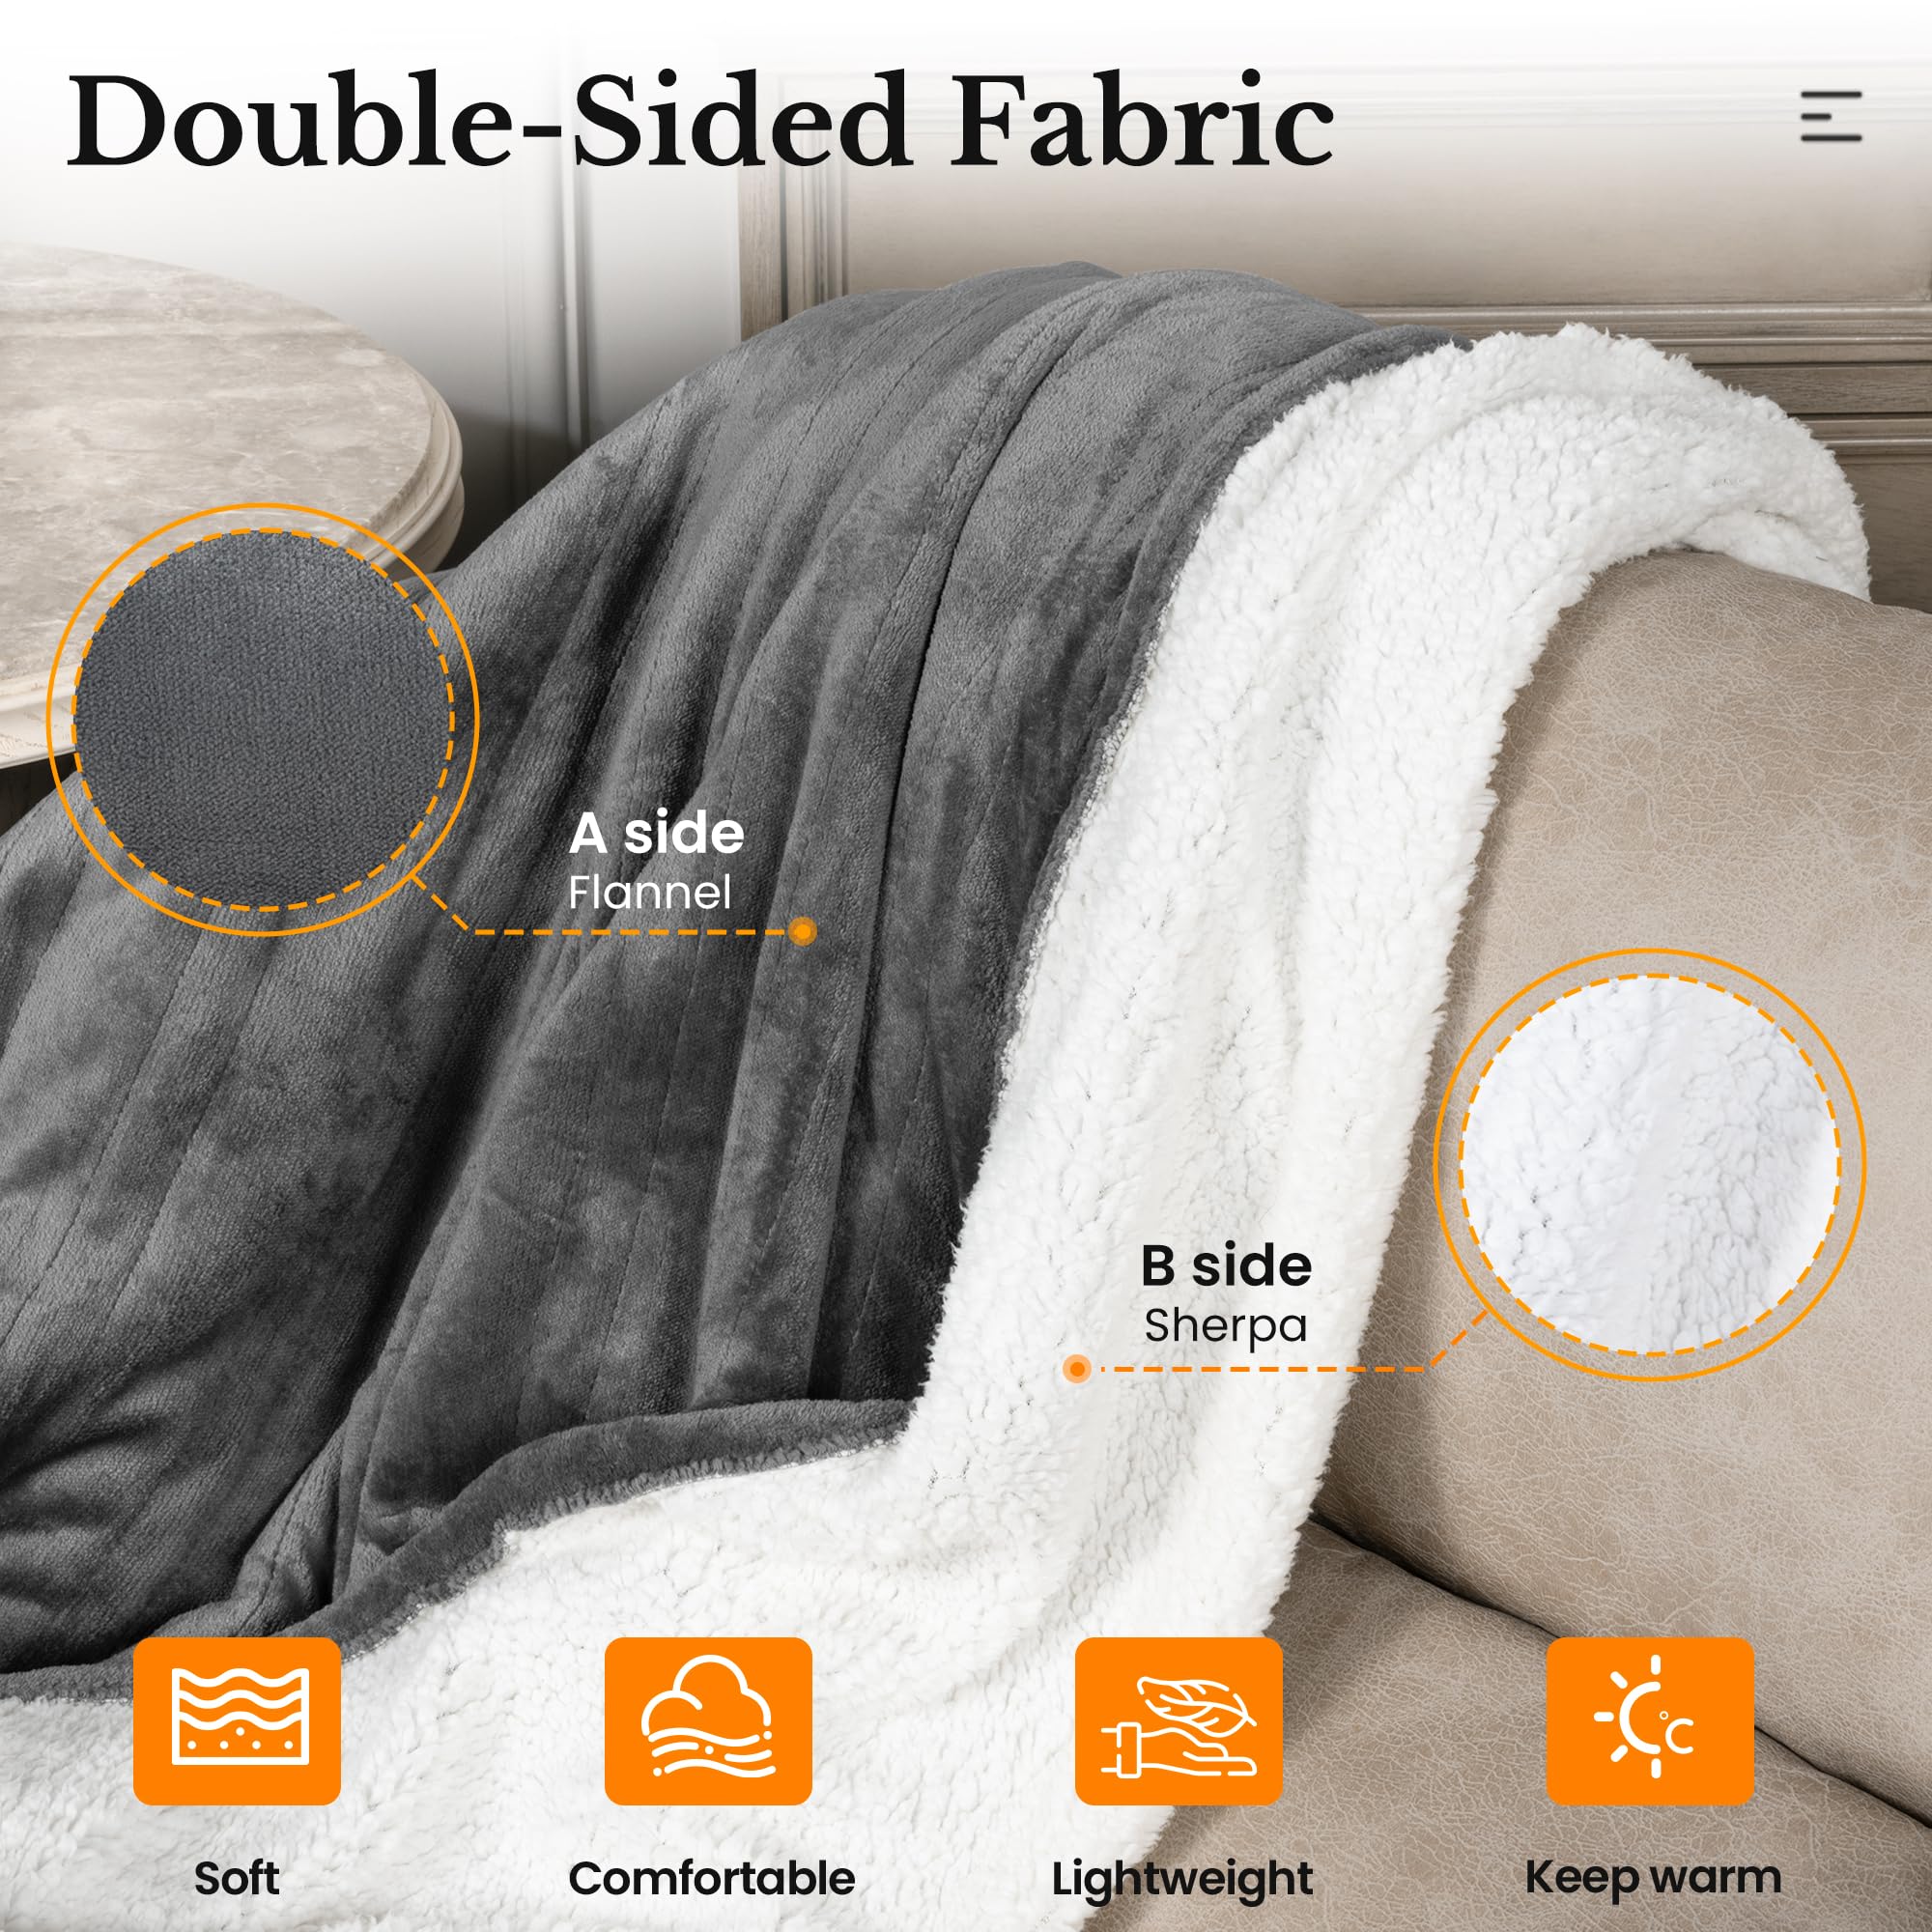 Double-Sided Fabric
A side
Flannel
B side
Sherpa
°C
Soft
Comfortable
Lightweight
Keep warm